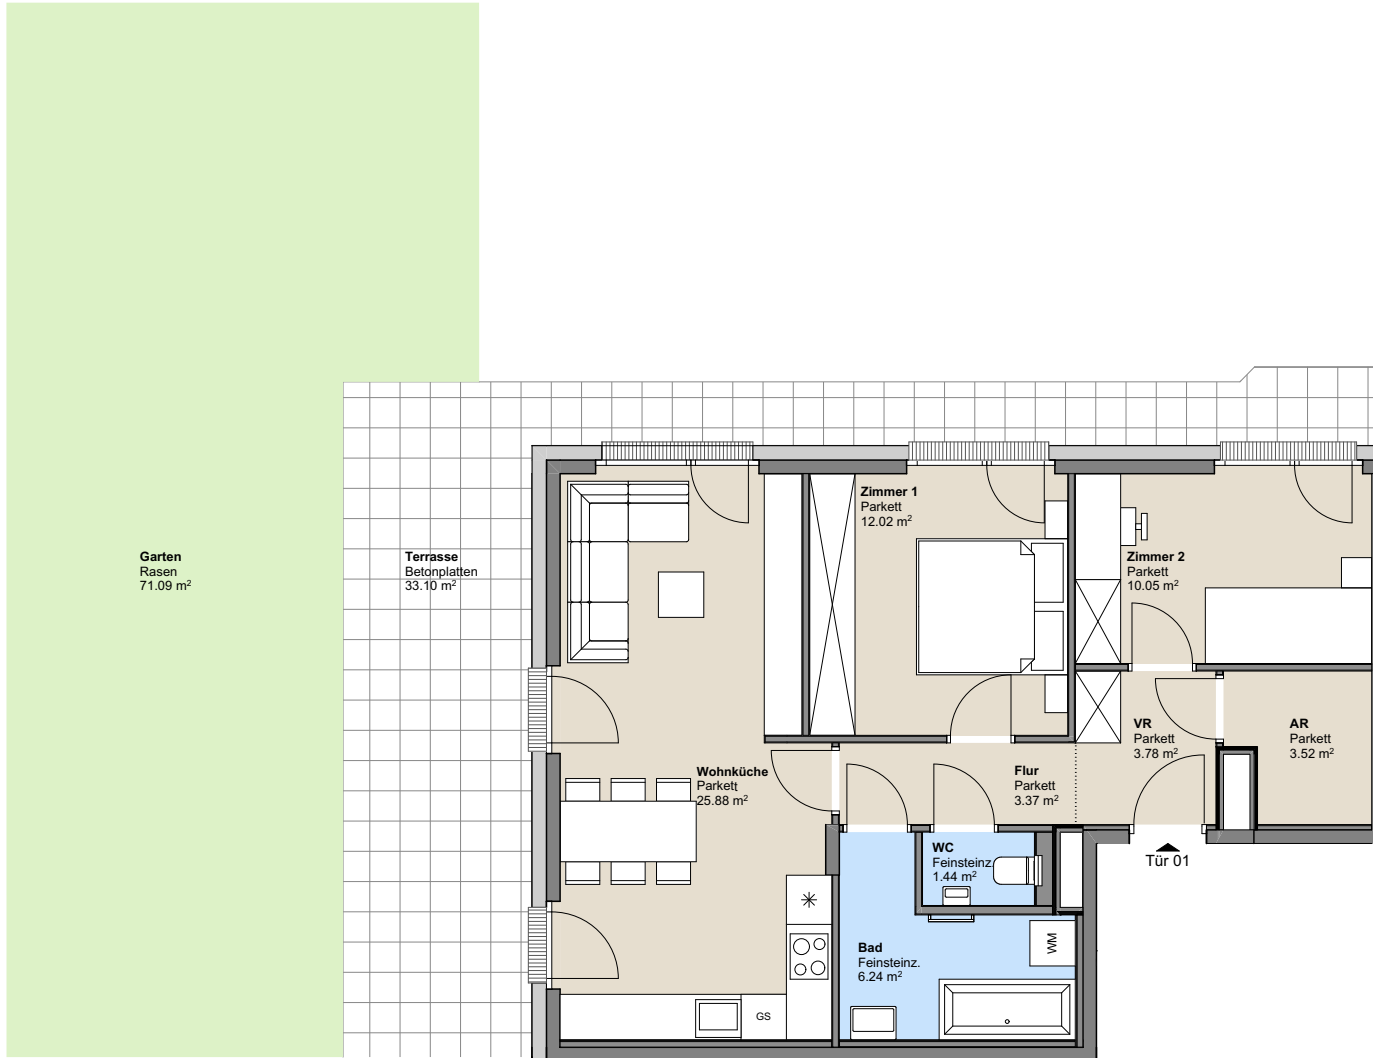 Garten
Rasen
71.09 m²
Terrasse
Betonplatten
33.10 m²
Zimmer 1
Parkett
12.02 m²
Zimmer 2
Parkett
10.05 m²
Wohnküche
Parkett
25.88 m²
Flur
Parkett
3.37 m²
VR
Parkett
3.78 m²
AR
Parkett
3.52 m²
WC
Feinsteinz.
1.44 m²
Tür 01
Bad
Feinsteinz.
6.24 m²
WM
GS